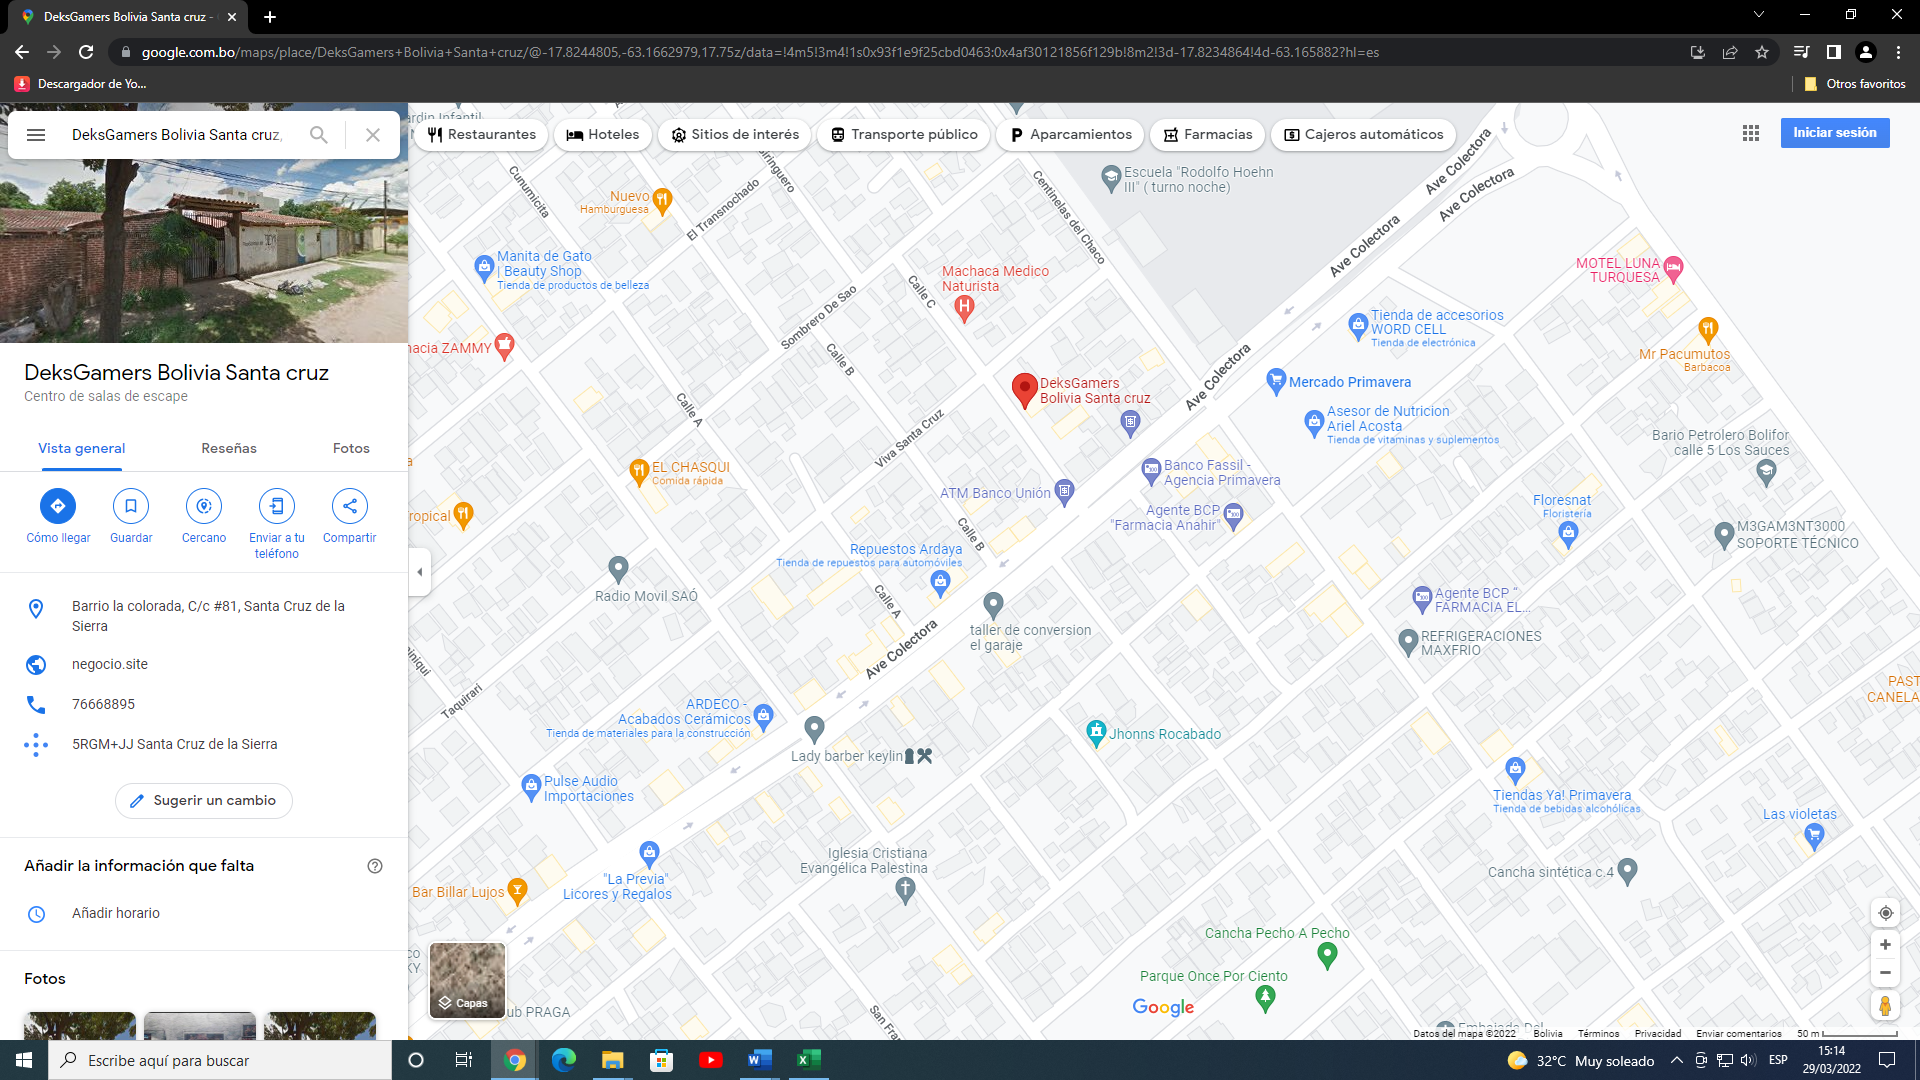 DeksGamers Bolivia Santa cruz -
google.com.bo/maps/place/DeksGamers+Bolivia+Santa+cruz/@-17.8244805,-63.1662979,17.75z/data=!4m5!3m4!1s0x93f1e9f25cbd0463:0x4af30121856f129b!8m2!3d-17.8234864!4d-63.165882?hl=es
Descargador de Yo...
Otros favoritos
DeksGamers Bolivia Santa cruz,
Restaurantes
Hoteles
Sitios de interés
Transporte público
Aparcamientos
Farmacias
Cajeros automáticos
Iniciar sesión
DeksGamers Bolivia Santa cruz
Centro de salas de escape
Vista general
Reseñas
Fotos
Cómo llegar
Guardar
Cercano
Enviar a tu
teléfono
Compartir
Barrio la colorada, C/c #81, Santa Cruz de la
Sierra
negocio.site
76668895
5RGM+JJ Santa Cruz de la Sierra
Sugerir un cambio
Añadir la información que falta
Añadir horario
Fotos
Cunumicita
El Transnochado
Centinelas del Chaco
Escuela "Rodolfo Hoehn
III" ( turno noche)
Ave Colectora
Ave Colectora
Ave Colectora
Nuevo
Hamburguesa
Manita de Gato
| Beauty Shop
Tienda de productos de belleza
Machaca Medico
Naturista
Calle C
Sombrero De Sao
MOTEL LUNA
TURQUESA
Tienda de accesorios
WORD CELL
Tienda de electrónica
Mr Pacumutos
Barbacoa
acia ZAMMY
Calle B
Ave Colectora
DeksGamers
Bolivia Santa cruz
Mercado Primavera
Calle A
Viva Santa Cruz
Asesor de Nutricion
Ariel Acosta
Tienda de vitaminas y suplementos
Bario Petrolero Bolifor
calle 5 Los Sauces
EL CHASQUI
Comida rápida
Banco Fassil -
Agencia Primavera
ATM Banco Unión
Agente BCP
"Farmacia Anahir"
Floresnat
Floristería
ropical
Calle B
M3GAM3NT3000
SOPORTE TÉCNICO
Repuestos Ardaya
Tienda de repuestos para automóviles
Radio Movil SAÓ
Calle A
Agente BCP "
FARMACIA EL...
taller de conversion
el garaje
REFRIGERACIONES
MAXFRIO
Ave Colectora
Taquirari
PAST
CANELA
ARDECO -
Acabados Cerámicos
Tienda de materiales para la construcción
Lady barber keylin
Jhonns Rocabado
Pulse Audio
Importaciones
Tiendas Ya! Primavera
Tienda de bebidas alcohólicas
Las violetas
Iglesia Cristiana
Evangélica Palestina
"La Previa"
Licores y Regalos
Bar Billar Lujos
Cancha sintética c.4
Cancha Pecho A Pecho
Parque Once Por Ciento
Capas
ub PRAGA
San Fra
Google
Datos del mapa ©2022
Bolivia
Términos
Privacidad
Enviar comentarios
50 m
Escribe aquí para buscar
32°C Muy soleado
ESP
15:14
29/03/2022